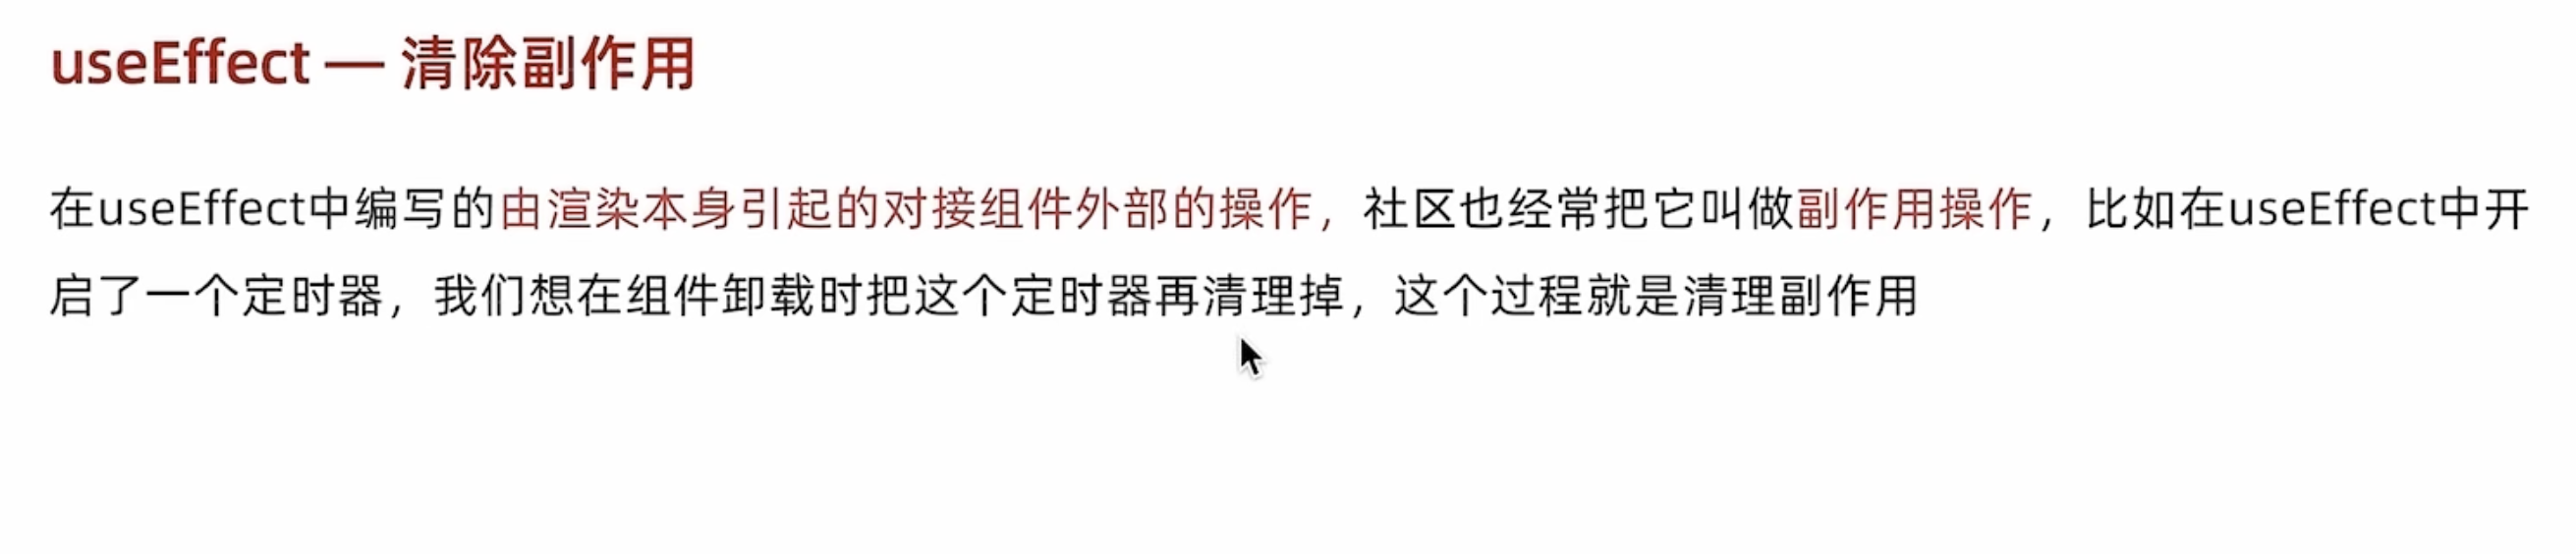 useEffect — 清除副作用
在useEffect中编写的由渲染本身引起的对接组件外部的操作，社区也经常把它叫做副作用操作，比如在useEffect中开
启了一个定时器，我们想在组件卸载时把这个定时器再清理掉，这个过程就是清理副作用